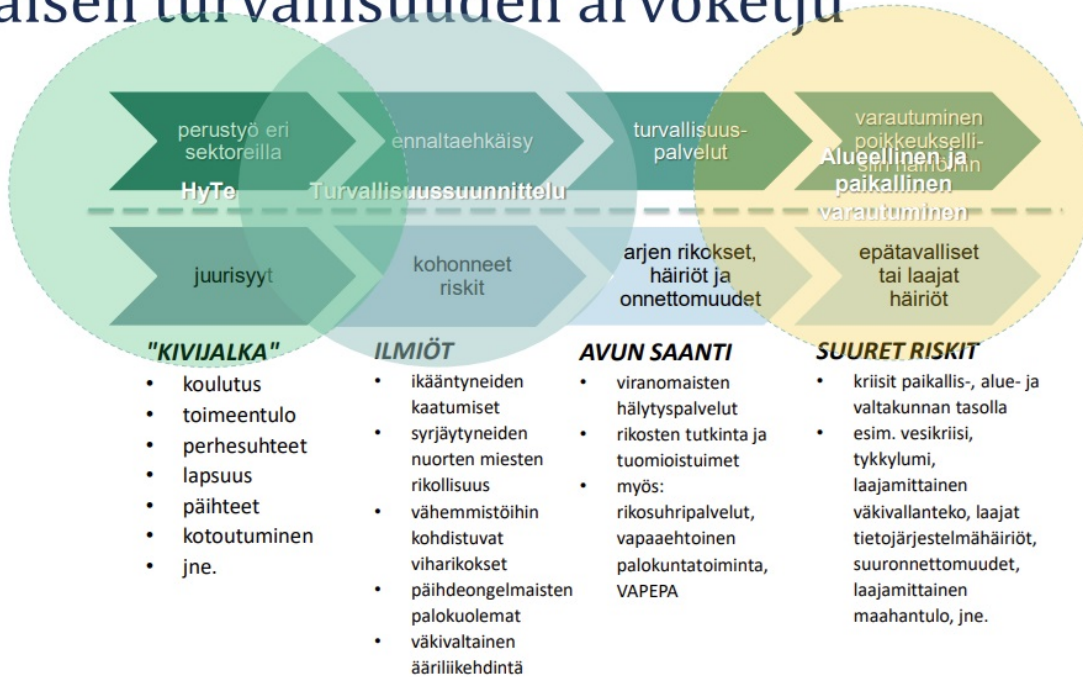 aisen turvallisuuden arvoketju
perustyö eri
sektoreilla
ennaltaehkäisy
turvallisuus-
palvelut
varautuminen
poikkeukselli-
siin häiriöihin
HyTe
Turvallisuussuunnittelu
Alueellinen ja
paikallinen
varautuminen
juurisyyt
kohonneet
riskit
arjen rikokset,
häiriöt ja
onnettomuudet
epätavalliset
tai laajat
häiriöt
"KIVIJALKA"
• koulutus
• toimeentulo
• perhesuhteet
• lapsuus
• päihteet
• kotoutuminen
• jne.
ILMIÖT
• ikääntyneiden
kaatumiset
• syrjäytyneiden
nuorten miesten
rikollisuus
• vähemmistöihin
kohdistuvat
viharikokset
• päihdeongelmaisten
palokuolemat
• väkivaltainen
ääriliikehdintä
AVUN SAANTI
• viranomaisten
hälytyspalvelut
• rikosten tutkinta ja
tuomioistuimet
• myös:
rikosuhripalvelut,
vapaaehtoinen
palokuntatoiminta,
VAPEPA
SUURET RISKIT
• kriisit paikallis-, alue- ja
valtakunnan tasolla
• esim. vesikriisi,
tykkylumi,
laajamittainen
väkivallanteko, laajat
tietojärjestelmähäiriöt,
suuronnettomuudet,
laajamittainen
maahantulo, jne.